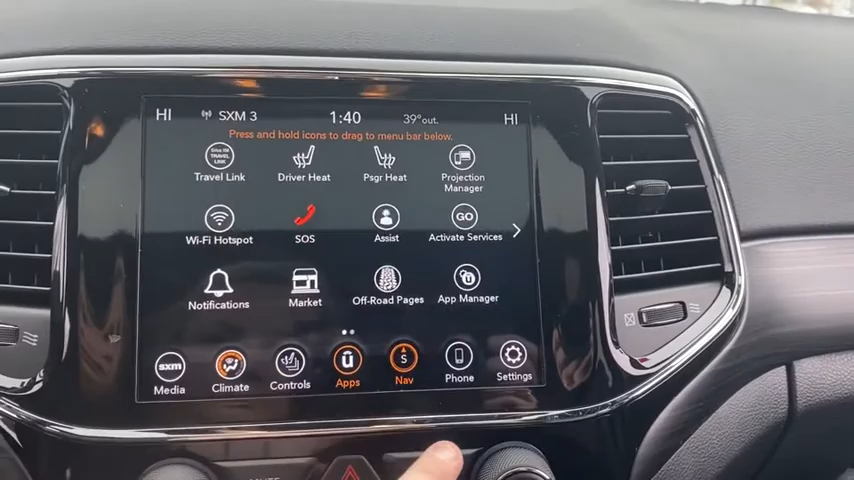 HI SXM 3 1:40 39°out. HI
Press and hold icons to drag to menu bar below.
Travel Link Driver Heat Psgr Heat Projection Manager
Wi-Fi Hotspot SOS Assist GO Activate Services
Notifications Market Off-Road Pages App Manager
sxm S
Media Climate Controls Apps Nav Phone Settings